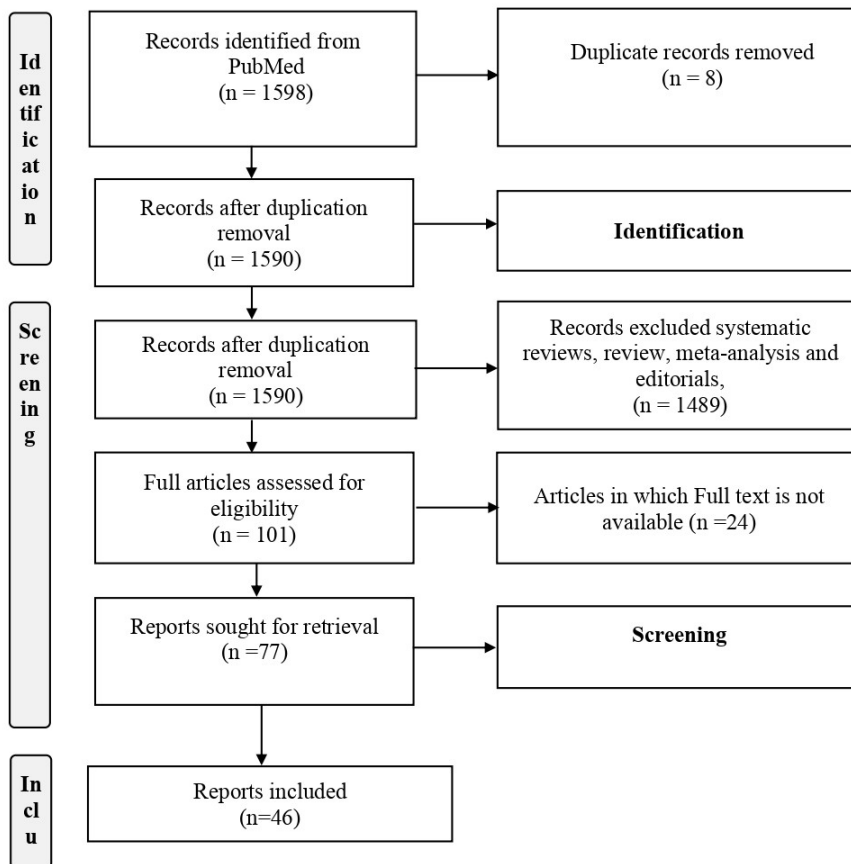 Id
en
tif
ic
at
io
n
Records identified from
PubMed
(n = 1598)
Duplicate records removed
(n = 8)
Records after duplication
removal
(n = 1590)
Identification
Sc
re
en
in
g
Records after duplication
removal
(n = 1590)
Records excluded systematic
reviews, review, meta-analysis and
editorials,
(n = 1489)
Full articles assessed for
eligibility
(n = 101)
Articles in which Full text is not
available (n =24)
Reports sought for retrieval
(n =77)
Screening
In
cl
u
Reports included
(n=46)